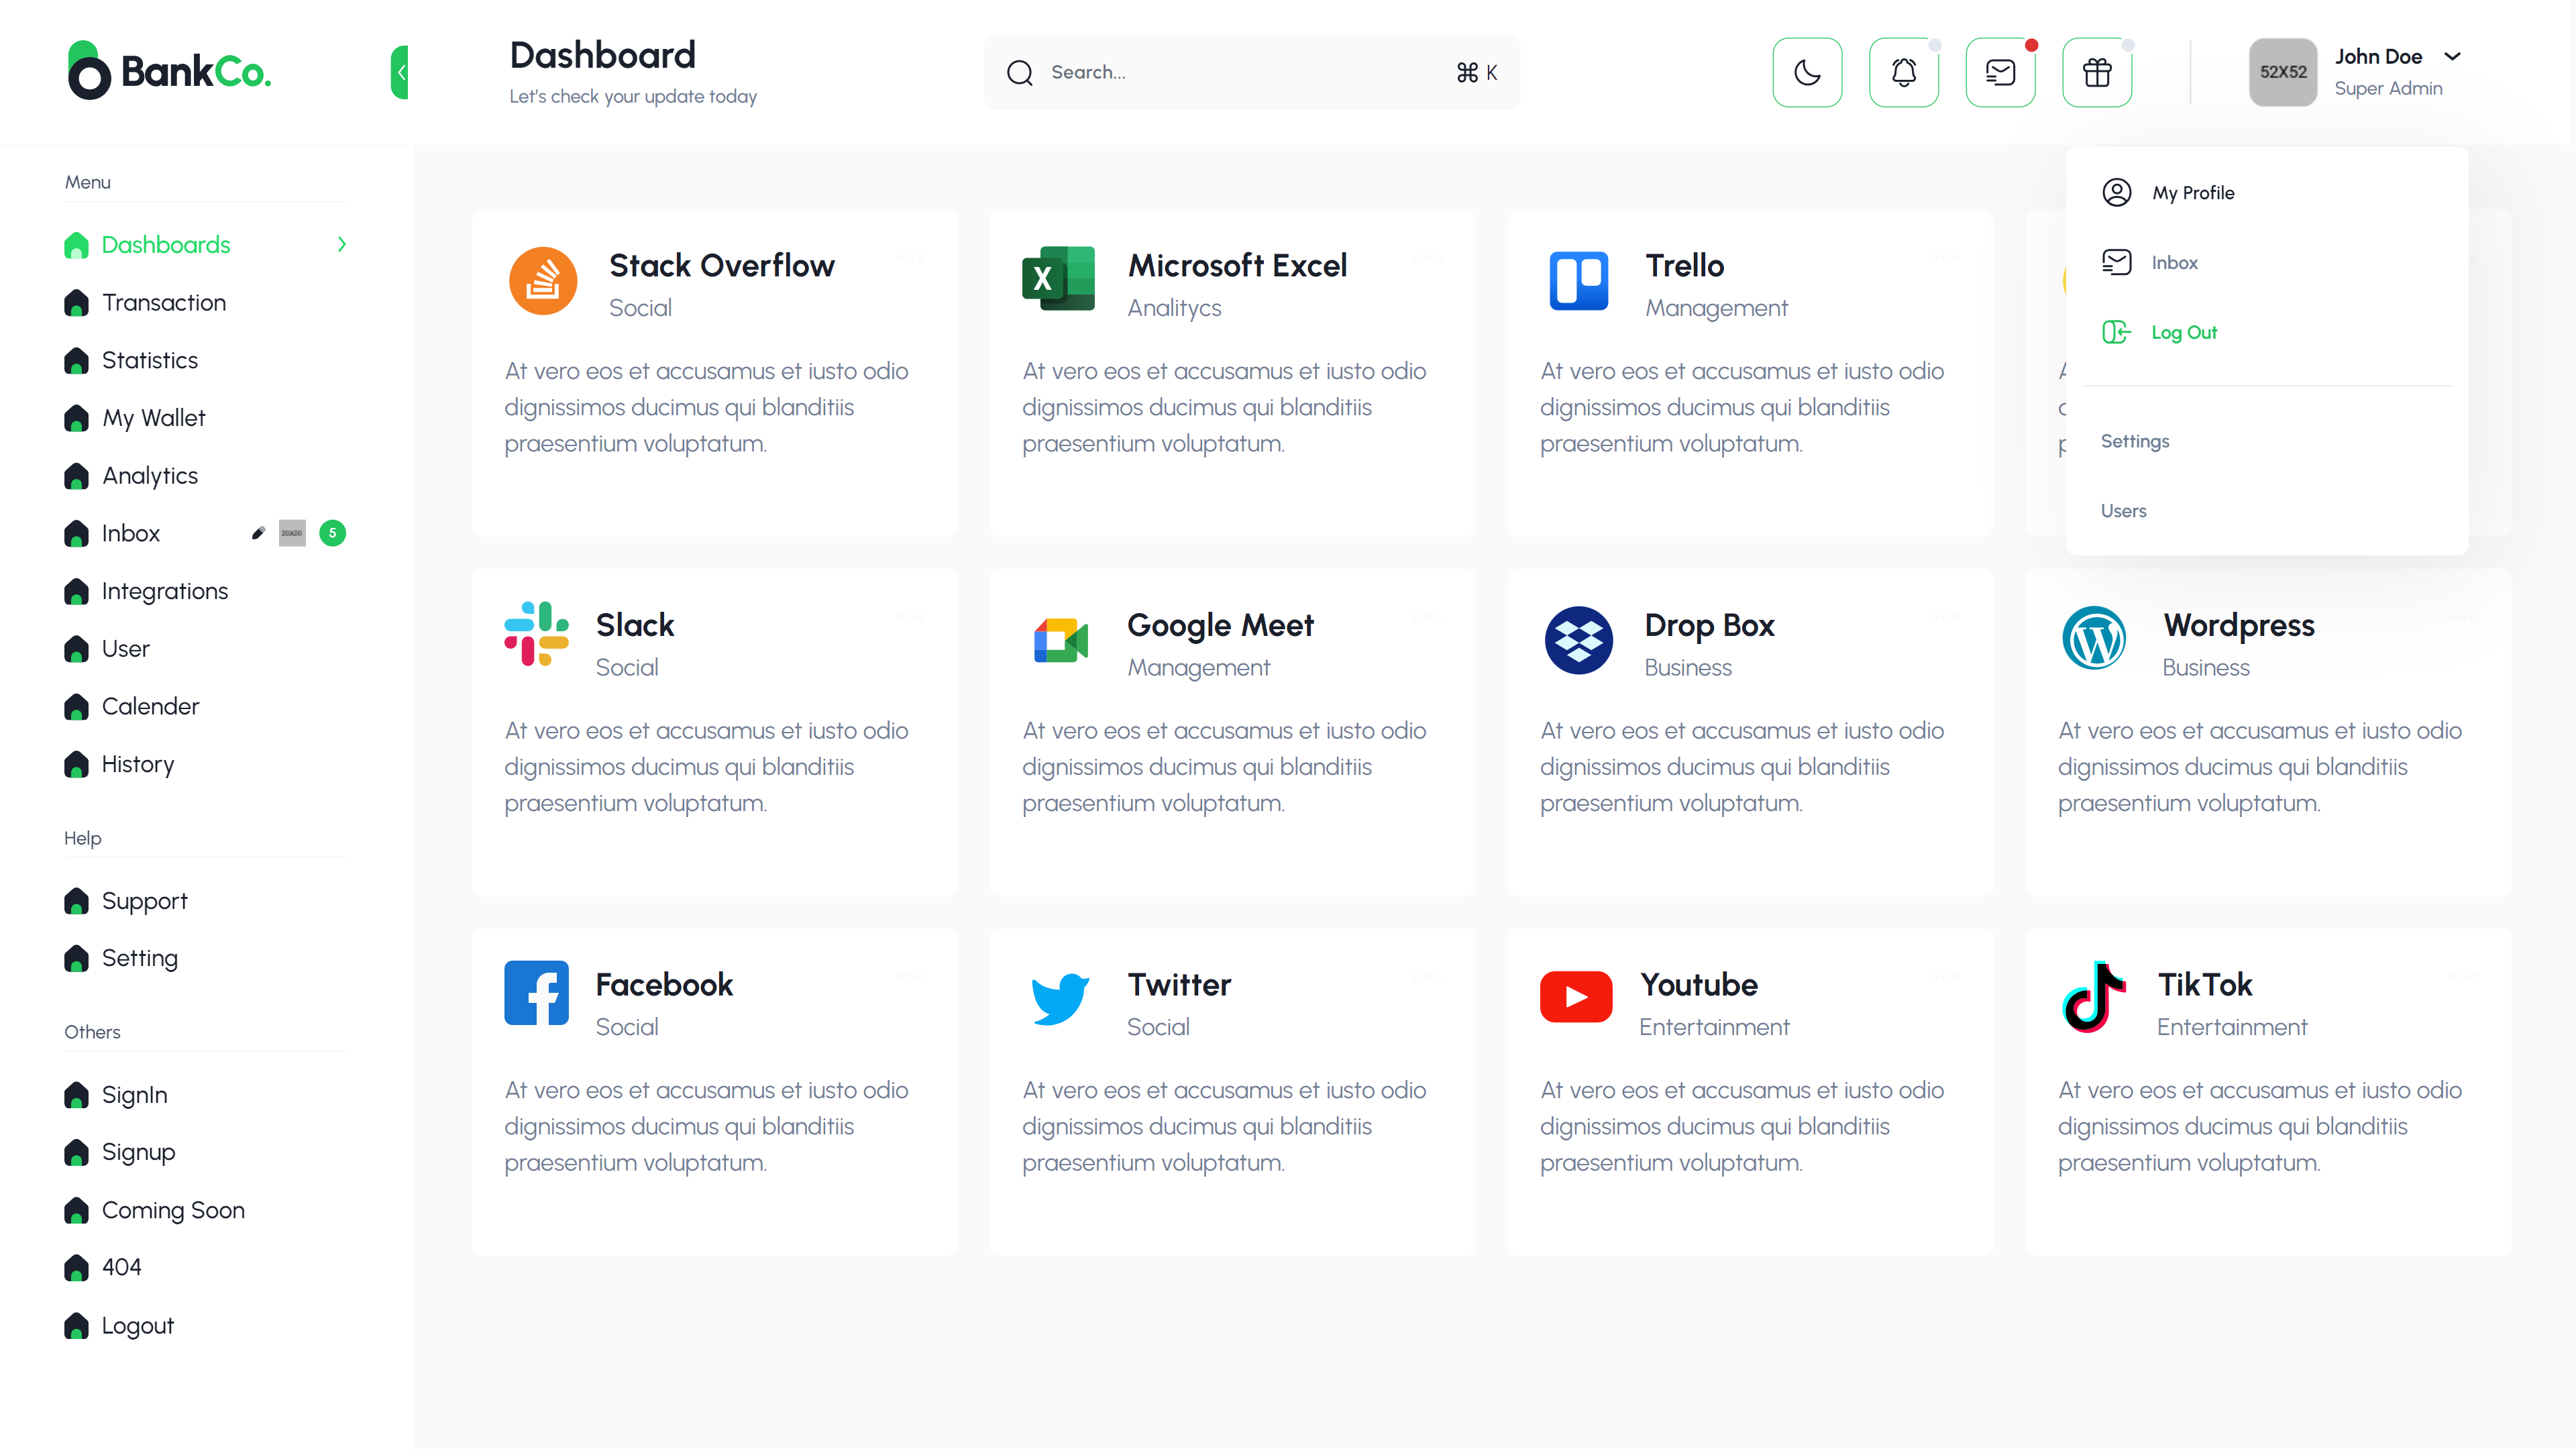 BankCo.
Dashboard
Let's check your update today
Search...
⌘ K
52X52
John Doe
Super Admin
Menu
Dashboards
Transaction
Statistics
My Wallet
Analytics
Inbox
5
Integrations
User
Calender
History
Help
Support
Setting
Others
SignIn
Signup
Coming Soon
404
Logout
My Profile
Inbox
Log Out
Settings
Users
Stack Overflow
Social
At vero eos et accusamus et iusto odio
dignissimos ducimus qui blanditiis
praesentium voluptatum.
Microsoft Excel
Analitycs
At vero eos et accusamus et iusto odio
dignissimos ducimus qui blanditiis
praesentium voluptatum.
Trello
Management
At vero eos et accusamus et iusto odio
dignissimos ducimus qui blanditiis
praesentium voluptatum.
Slack
Social
At vero eos et accusamus et iusto odio
dignissimos ducimus qui blanditiis
praesentium voluptatum.
Google Meet
Management
At vero eos et accusamus et iusto odio
dignissimos ducimus qui blanditiis
praesentium voluptatum.
Drop Box
Business
At vero eos et accusamus et iusto odio
dignissimos ducimus qui blanditiis
praesentium voluptatum.
Wordpress
Business
At vero eos et accusamus et iusto odio
dignissimos ducimus qui blanditiis
praesentium voluptatum.
Facebook
Social
At vero eos et accusamus et iusto odio
dignissimos ducimus qui blanditiis
praesentium voluptatum.
Twitter
Social
At vero eos et accusamus et iusto odio
dignissimos ducimus qui blanditiis
praesentium voluptatum.
Youtube
Entertainment
At vero eos et accusamus et iusto odio
dignissimos ducimus qui blanditiis
praesentium voluptatum.
TikTok
Entertainment
At vero eos et accusamus et iusto odio
dignissimos ducimus qui blanditiis
praesentium voluptatum.